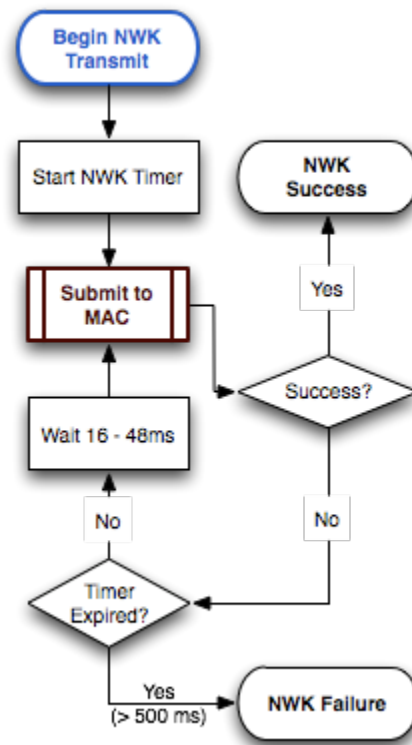 Begin NWK
Transmit
Start NWK Timer
NWK
Success
Submit to
MAC
Yes
Success?
Wait 16 - 48ms
No
No
Timer
Expired?
Yes
(> 500 ms)
NWK Failure